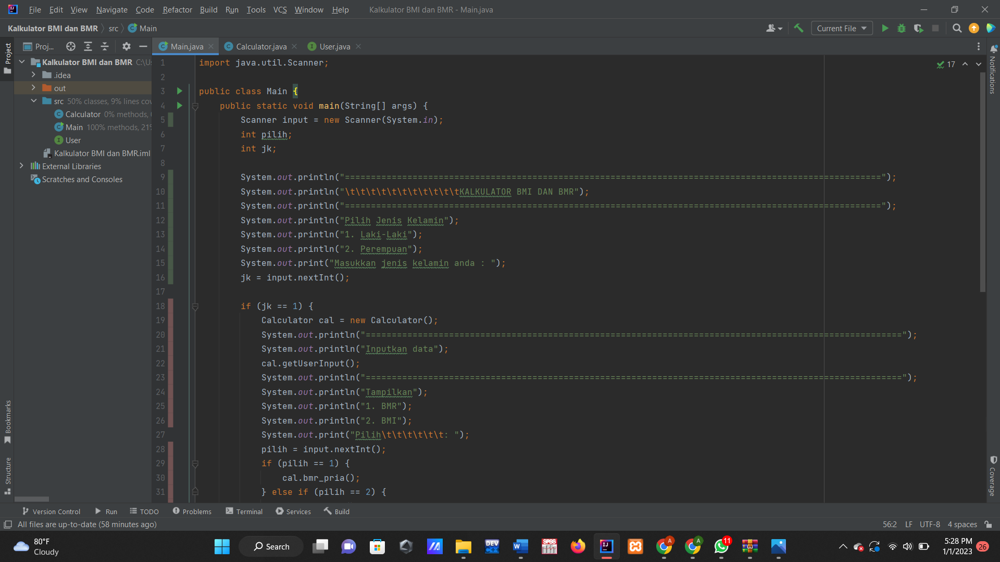 File Edit View Navigate Code Refactor Build Run Tools VCS Window Help Kalkulator BMI dan BMR - Main.java
Kalkulator BMI dan BMR src Main Current File
Project Proj... Main.java Calculator.java User.java
Kalkulator BMI dan BMR C:\Us
.idea
out
src 50% classes, 9% lines cov
Calculator 0% methods,
Main 100% methods, 21%
User
Kalkulator BMI dan BMR.iml
External Libraries
Scratches and Consoles
17
1 import java.util.Scanner;
2
3 public class Main {
4 public static void main(String[] args) {
5 Scanner input = new Scanner(System.in);
6 int pilih;
7 int jk;
8
9 System.out.println("=======================================================================================================");
10 System.out.println("\t\t\t\t\t\t\t\t\t\t\tKALKULATOR BMI DAN BMR");
11 System.out.println("=======================================================================================================");
12 System.out.println("Pilih Jenis Kelamin");
13 System.out.println("1. Laki-Laki");
14 System.out.println("2. Perempuan");
15 System.out.print("Masukkan jenis kelamin anda : ");
16 jk = input.nextInt();
17
18 if (jk == 1) {
19 Calculator cal = new Calculator();
20 System.out.println("=======================================================================================================");
21 System.out.println("Inputkan data");
22 cal.getUserInput();
23 System.out.println("=======================================================================================================");
24 System.out.println("Tampilkan");
25 System.out.println("1. BMR");
26 System.out.println("2. BMI");
27 System.out.print("Pilih\t\t\t\t\t\t: ");
28 pilih = input.nextInt();
29 if (pilih == 1) {
30 cal.bmr_pria();
31 } else if (pilih == 2) {
Bookmarks
Structure
Notifications
Coverage
Version Control Run TODO Problems Terminal Services Build
All files are up-to-date (58 minutes ago) 56:2 LF UTF-8 4 spaces
80°F
Cloudy
Search
DEV
SPSS
IJ
A
A
11
5:28 PM
1/1/2023
26